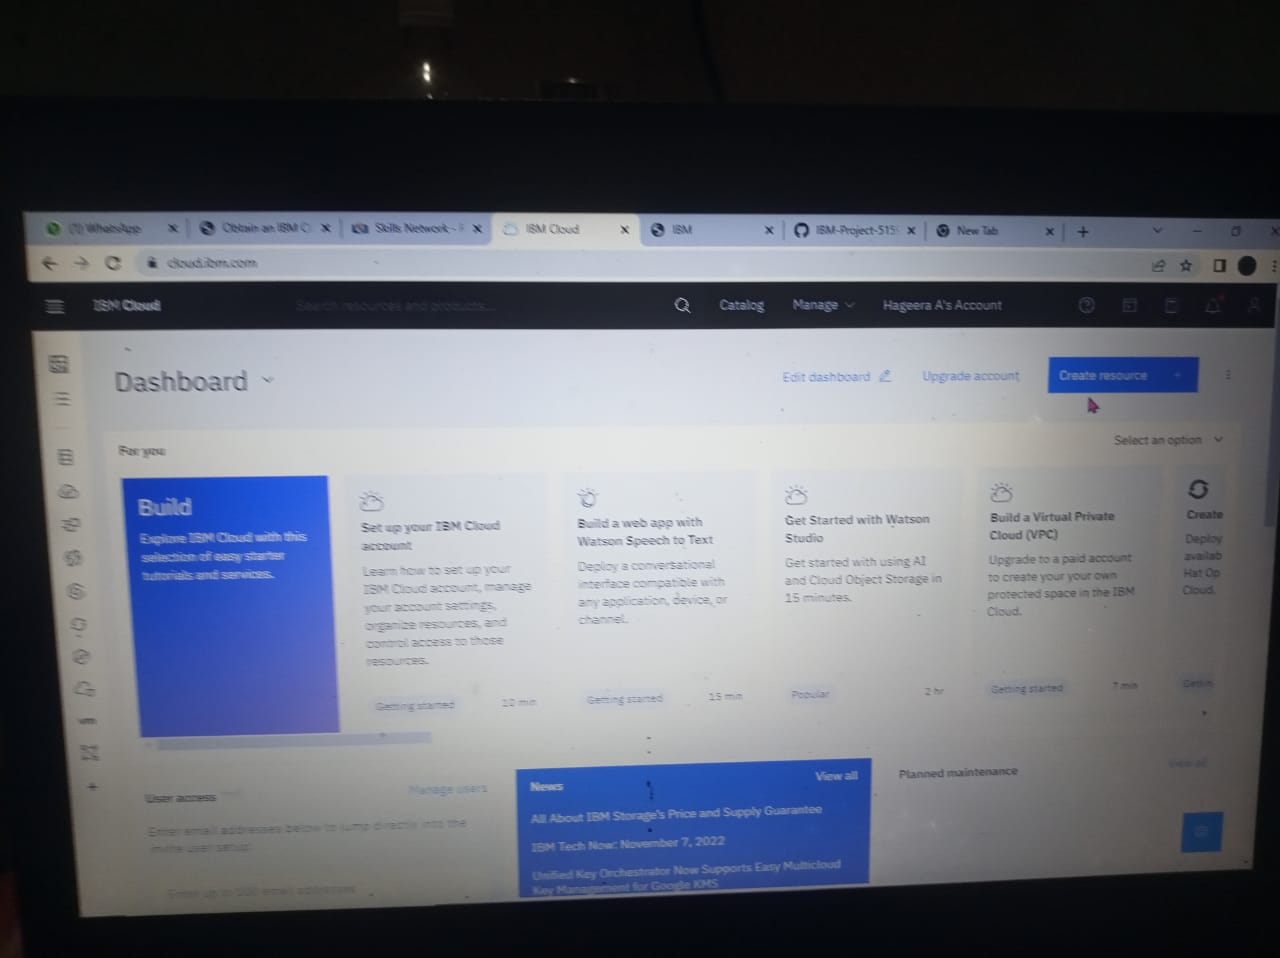 (1) WhatsApp
Obtain an IBM C
Skills Network - F
IBM Cloud
IBM
IBM-Project-515
New Tab
cloud.ibm.com
IBM Cloud
Search resources and products...
Catalog
Manage
Hageera A's Account
Dashboard
Edit dashboard
Upgrade account
Create resource +
For you
Select an option
Build
Explore IBM Cloud with this
selection of easy starter
tutorials and services.
Set up your IBM Cloud
account
Learn how to set up your
IBM Cloud account, manage
your account settings,
organize resources, and
control access to those
resources.
Getting started
10 min
Build a web app with
Watson Speech to Text
Deploy a conversational
interface compatible with
any application, device, or
channel.
Getting started
15 min
Get Started with Watson
Studio
Get started with using AI
and Cloud Object Storage in
15 minutes.
Popular
2 hr
Build a Virtual Private
Cloud (VPC)
Upgrade to a paid account
to create your your own
protected space in the IBM
Cloud.
Getting started
7 min
Create
Deploy
availab
Hat Op
Cloud.
Gettin
vm
User access
Manage users
Enter email addresses below to jump directly into the
invite user setup
Enter up to 100 email addresses
News
View all
All About IBM Storage's Price and Supply Guarantee
IBM Tech Now: November 7, 2022
Unified Key Orchestrator Now Supports Easy Multicloud
Key Management for Google KMS
Planned maintenance
View all